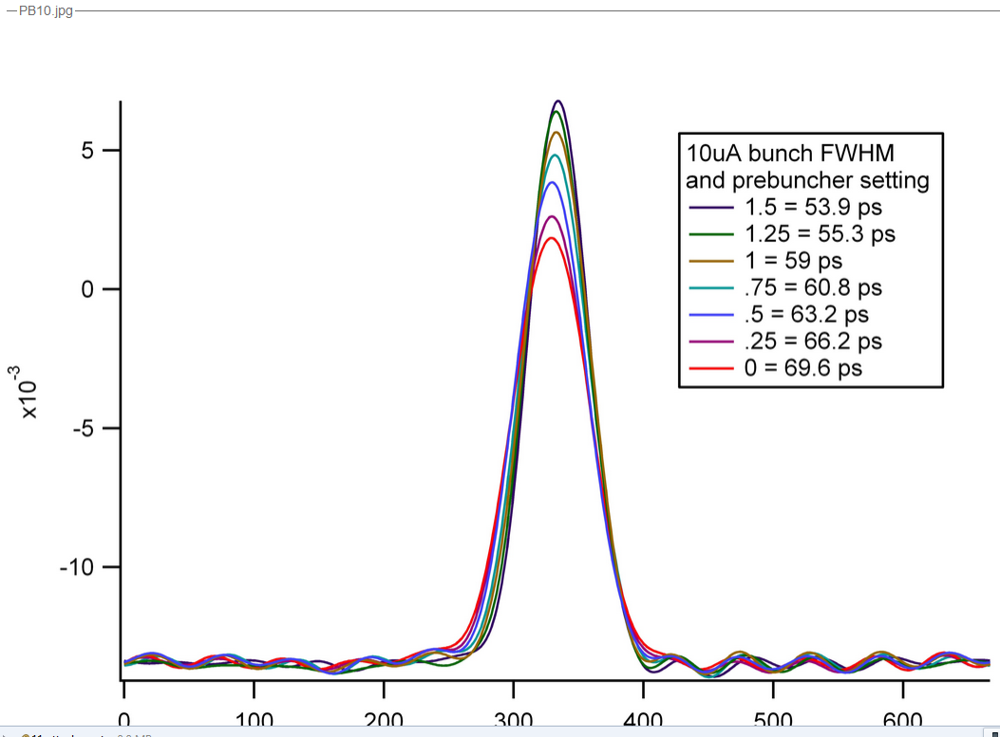 PB10.jpg
5
0
-5
-10
x10-3
10uA bunch FWHM
and prebuncher setting
1.5 = 53.9 ps
1.25 = 55.3 ps
1 = 59 ps
.75 = 60.8 ps
.5 = 63.2 ps
.25 = 66.2 ps
0 = 69.6 ps
0 100 200 300 400 500 600